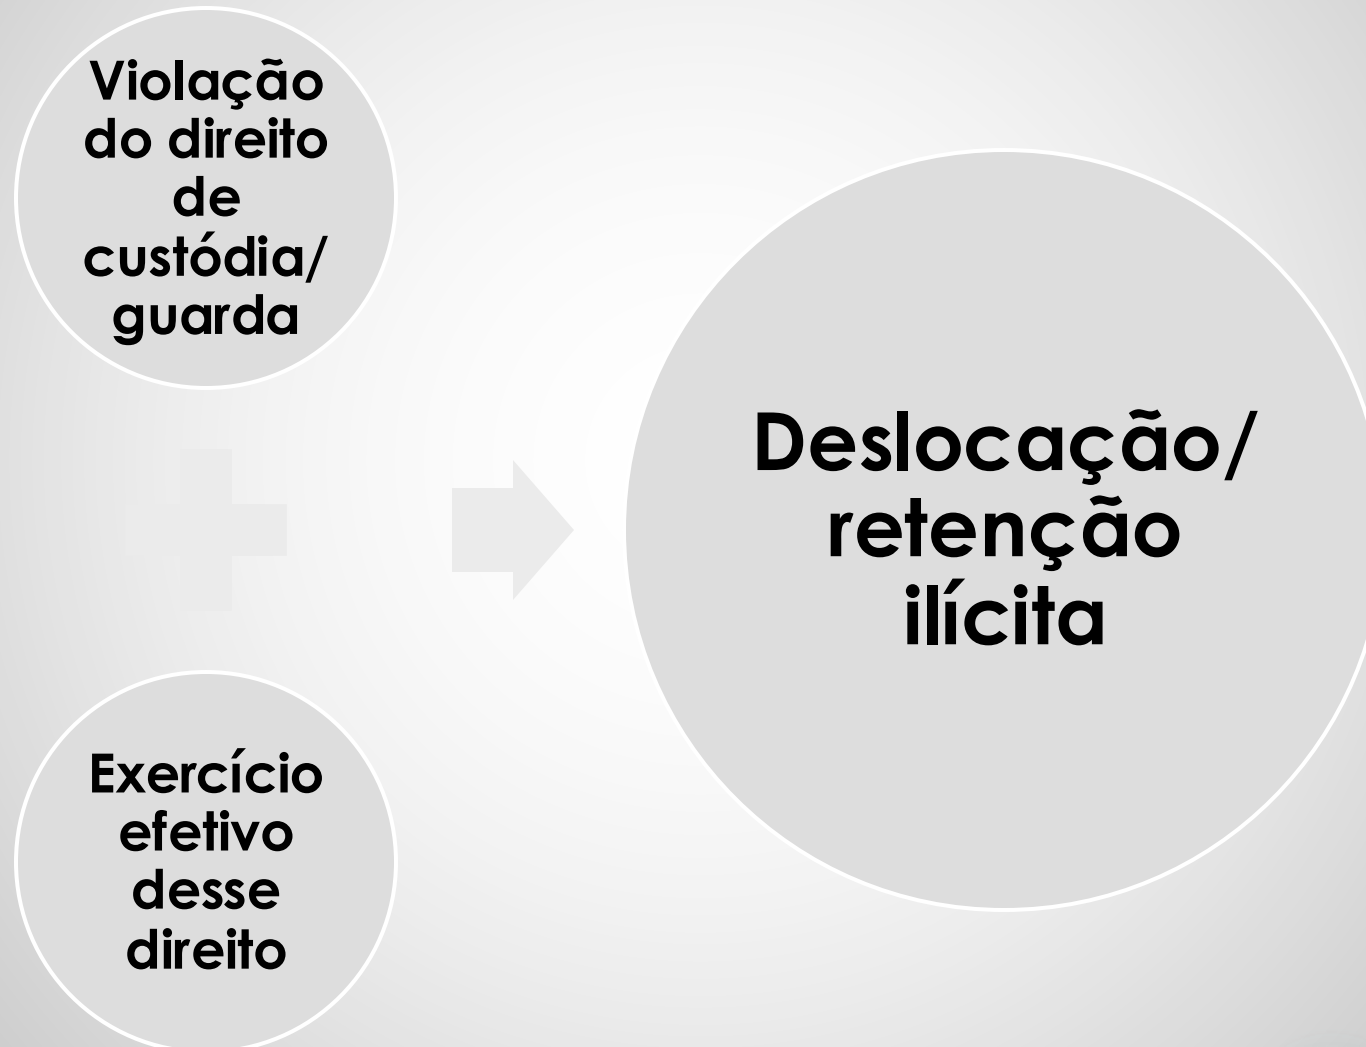 Violação
do direito
de
custódia/
guarda
Exercício
efetivo
desse
direito
Deslocação/
retenção
ilícita